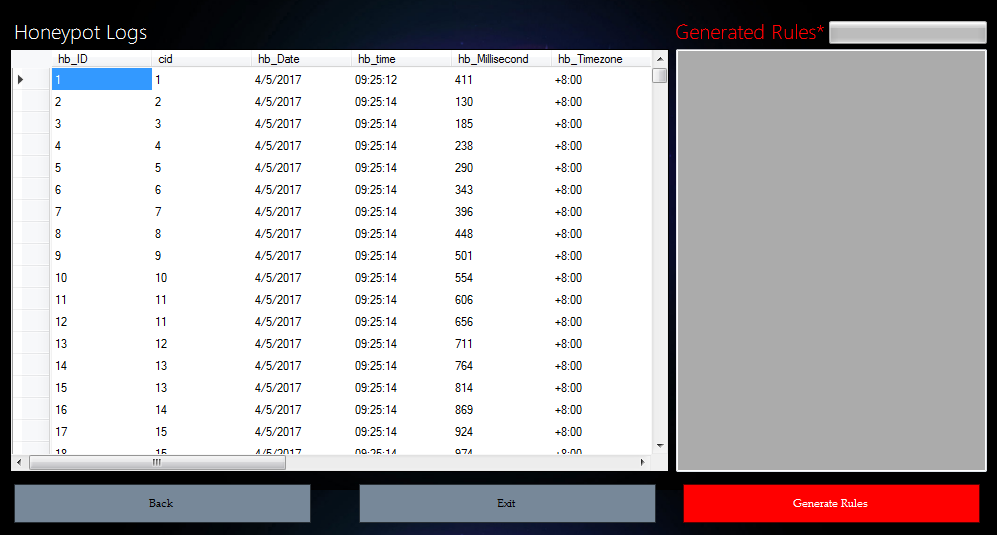 Honeypot Logs Generated Rules*
hb_ID cid hb_Date hb_time hb_Millisecond hb_Timezone
1 1 4/5/2017 09:25:12 411 +8:00
2 2 4/5/2017 09:25:14 130 +8:00
3 3 4/5/2017 09:25:14 185 +8:00
4 4 4/5/2017 09:25:14 238 +8:00
5 5 4/5/2017 09:25:14 290 +8:00
6 6 4/5/2017 09:25:14 343 +8:00
7 7 4/5/2017 09:25:14 396 +8:00
8 8 4/5/2017 09:25:14 448 +8:00
9 9 4/5/2017 09:25:14 501 +8:00
10 10 4/5/2017 09:25:14 554 +8:00
11 11 4/5/2017 09:25:14 606 +8:00
12 11 4/5/2017 09:25:14 656 +8:00
13 12 4/5/2017 09:25:14 711 +8:00
14 13 4/5/2017 09:25:14 764 +8:00
15 13 4/5/2017 09:25:14 814 +8:00
16 14 4/5/2017 09:25:14 869 +8:00
17 15 4/5/2017 09:25:14 924 +8:00
18 15 4/5/2017 09:25:14 974 +8:00
Back Exit Generate Rules